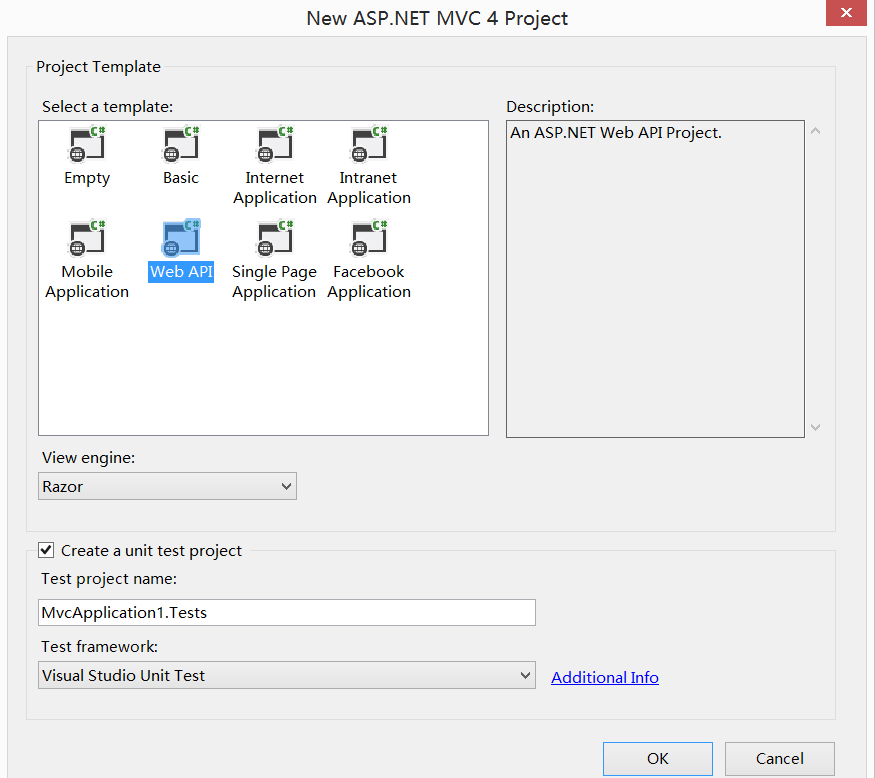 New ASP.NET MVC 4 Project
Project Template
Select a template:
Description:
C#
C#
C#
C#
Empty
Basic
Internet
Application
Intranet
Application
C#
C#
C#
C#
Mobile
Application
Web API
Single Page
Application
Facebook
Application
An ASP.NET Web API Project.
View engine:
Razor
Create a unit test project
Test project name:
MvcApplication1.Tests
Test framework:
Visual Studio Unit Test
Additional Info
OK
Cancel